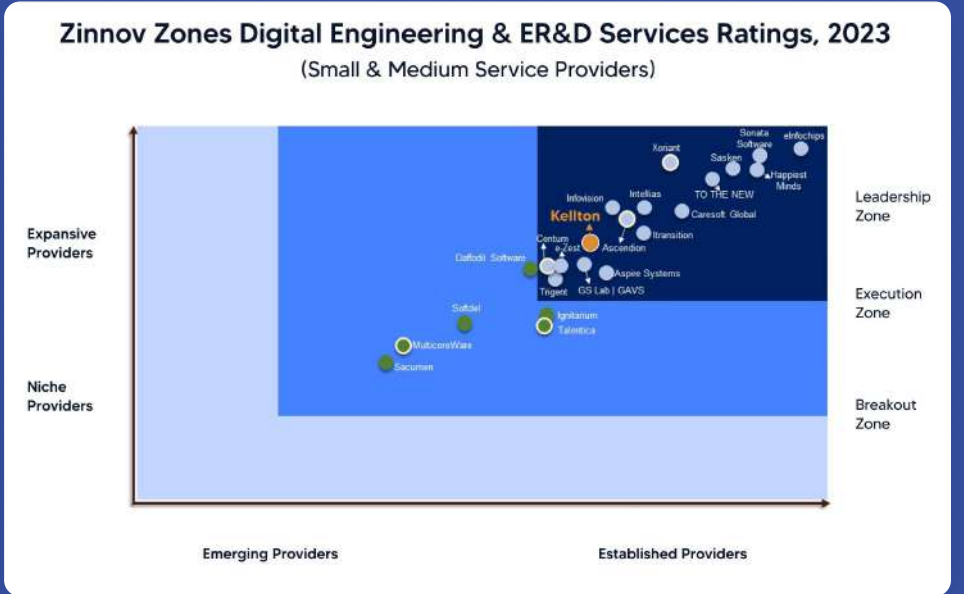 Zinnov Zones Digital Engineering & ER&D Services Ratings, 2023
(Small & Medium Service Providers)
Sonata
Software
eInfochips
Xoriant
Sasken
Happiest
Minds
TO THE NEW
Infovision
Intellias
Caresoft Global
Kellton
Itransition
Centum
e-Zest
Ascendion
Daffodil Software
Aspire Systems
Trigent
GS Lab | GAVS
Softdel
Ignitarium
Talentica
MulticoreWare
Sacumen
Expansive
Providers
Niche
Providers
Leadership
Zone
Execution
Zone
Breakout
Zone
Emerging Providers
Established Providers